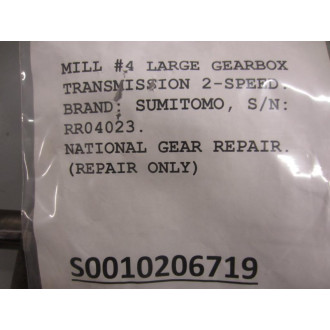 MILL #4 LARGE GEARBOX
TRANSMISSION 2-SPEED.
BRAND: SUMITOMO, S/N:
RR04023.
NATIONAL GEAR REPAIR.
(REPAIR ONLY)
S0010206719